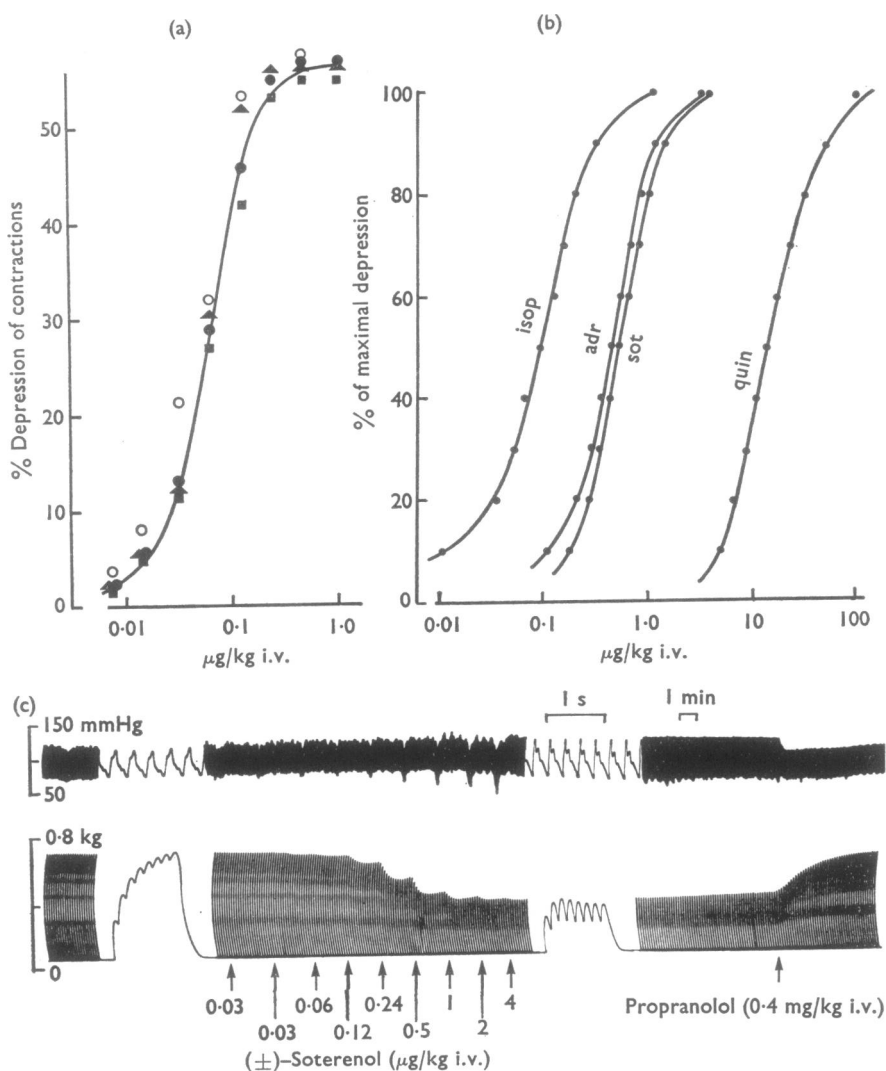 (a)
(b)
% Depression of contractions
50
40
30
20
10
0
0·01 0·1 1·0
μg/kg i.v.
% of maximal depression
100
80
60
40
20
0
isop
adr
sot
quin
0·01 0·1 1·0 10 100
μg/kg i.v.
(c)
150 mmHg
50
1 s
1 min
0·8 kg
0
0·03 0·06 0·24 1 4
0·03 0·12 0·5 2
(±)–Soterenol (μg/kg i.v.)
Propranolol (0·4 mg/kg i.v.)